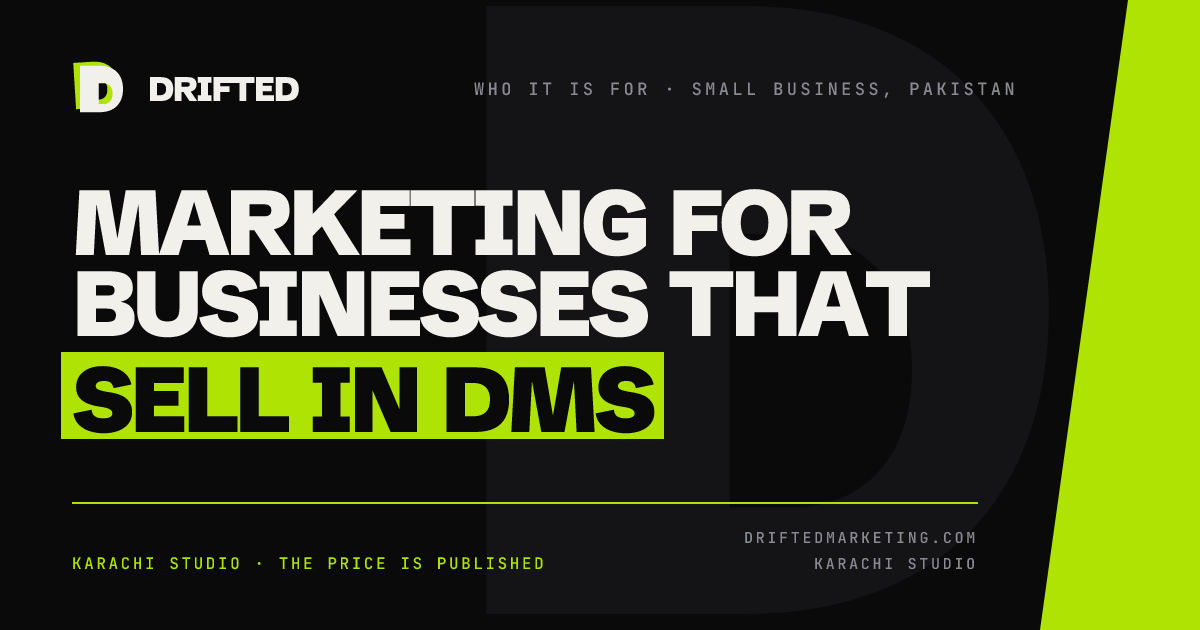 DRIFTED
WHO IT IS FOR · SMALL BUSINESS, PAKISTAN
MARKETING FOR
BUSINESSES THAT
SELL IN DMS
DRIFTEDMARKETING.COM
KARACHI STUDIO · THE PRICE IS PUBLISHED
KARACHI STUDIO